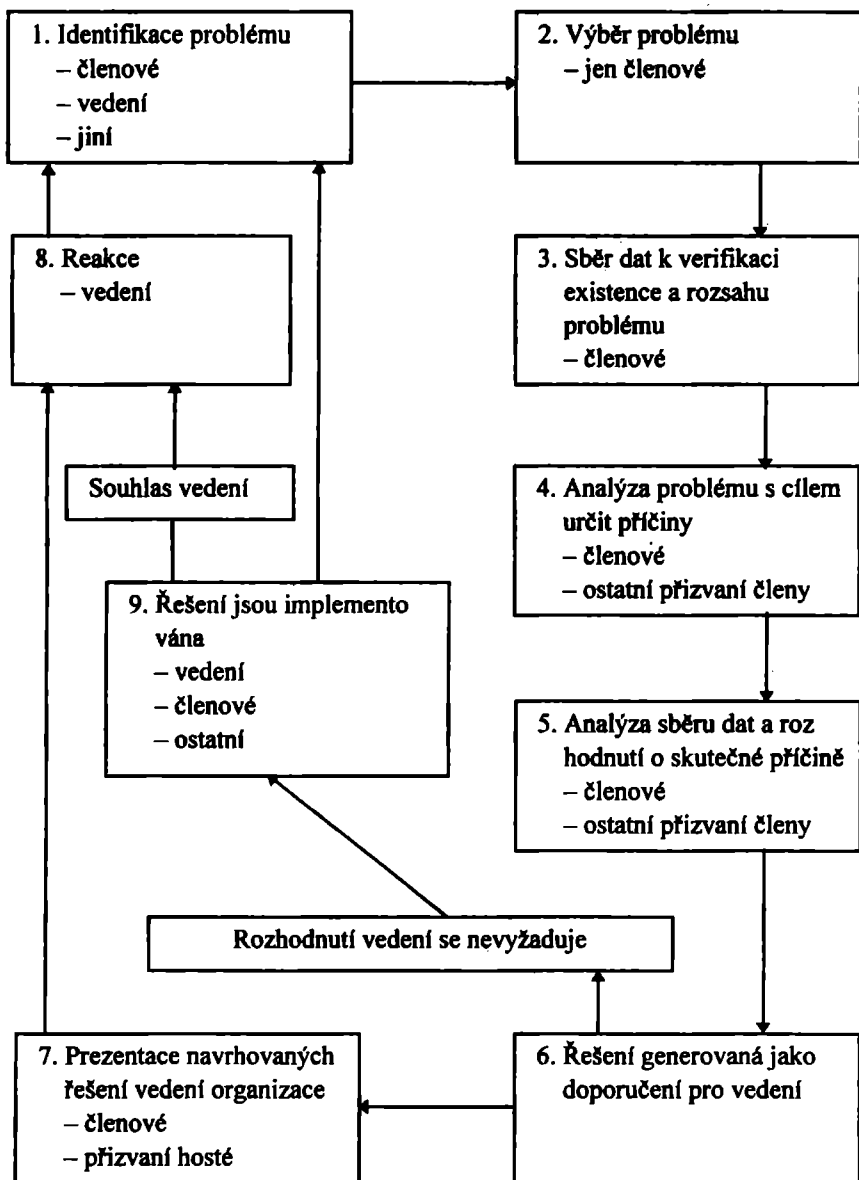 1. Identifikace problému
– členové
– vedení
– jiní
2. Výběr problému
– jen členové
3. Sběr dat k verifikaci
existence a rozsahu
problému
– členové
4. Analýza problému s cílem
určit příčiny
– členové
– ostatní přizvaní členy
5. Analýza sběru dat a roz
hodnutí o skutečné příčině
– členové
– ostatní přizvaní členy
6. Řešení generovaná jako
doporučení pro vedení
7. Prezentace navrhovaných
řešení vedení organizace
– členové
– přizvaní hosté
8. Reakce
– vedení
Souhlas vedení
9. Řešení jsou implemento
vána
– vedení
– členové
– ostatní
Rozhodnutí vedení se nevyžaduje